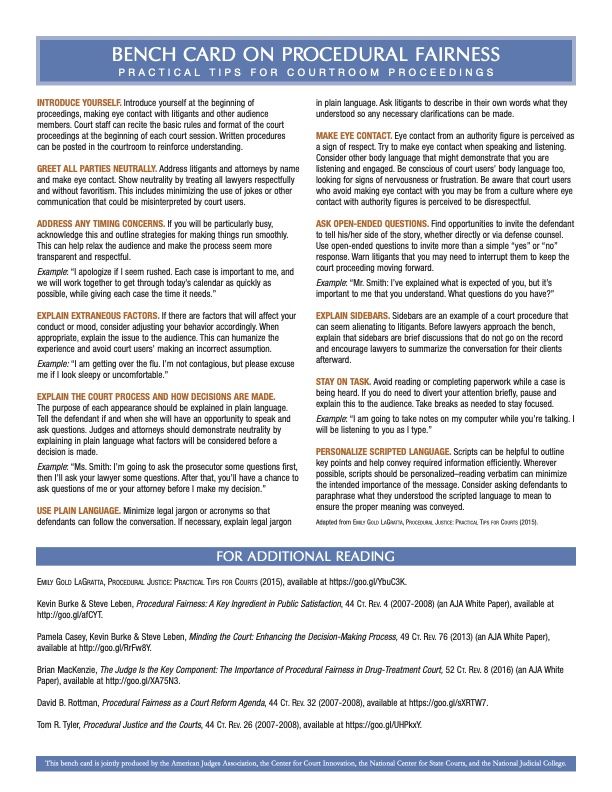 BENCH CARD ON PROCEDURAL FAIRNESS
PRACTICAL TIPS FOR COURTROOM PROCEEDINGS
INTRODUCE YOURSELF. Introduce yourself at the beginning of
proceedings, making eye contact with litigants and other audience
members. Court staff can recite the basic rules and format of the court
proceedings at the beginning of each court session. Written procedures
can be posted in the courtroom to reinforce understanding.
GREET ALL PARTIES NEUTRALLY. Address litigants and attorneys by name
and make eye contact. Show neutrality by treating all lawyers respectfully
and without favoritism. This includes minimizing the use of jokes or other
communication that could be misinterpreted by court users.
ADDRESS ANY TIMING CONCERNS. If you will be particularly busy,
acknowledge this and outline strategies for making things run smoothly.
This can help relax the audience and make the process seem more
transparent and respectful.
Example: “I apologize if I seem rushed. Each case is important to me, and
we will work together to get through today’s calendar as quickly as
possible, while giving each case the time it needs.”
EXPLAIN EXTRANEOUS FACTORS. If there are factors that will affect your
conduct or mood, consider adjusting your behavior accordingly. When
appropriate, explain the issue to the audience. This can humanize the
experience and avoid court users’ making an incorrect assumption.
Example: “I am getting over the flu. I’m not contagious, but please excuse
me if I look sleepy or uncomfortable.”
EXPLAIN THE COURT PROCESS AND HOW DECISIONS ARE MADE.
The purpose of each appearance should be explained in plain language.
Tell the defendant if and when she will have an opportunity to speak and
ask questions. Judges and attorneys should demonstrate neutrality by
explaining in plain language what factors will be considered before a
decision is made.
Example: “Ms. Smith: I’m going to ask the prosecutor some questions first,
then I’ll ask your lawyer some questions. After that, you’ll have a chance to
ask questions of me or your attorney before I make my decision.”
USE PLAIN LANGUAGE. Minimize legal jargon or acronyms so that
defendants can follow the conversation. If necessary, explain legal jargon
in plain language. Ask litigants to describe in their own words what they
understood so any necessary clarifications can be made.
MAKE EYE CONTACT. Eye contact from an authority figure is perceived as
a sign of respect. Try to make eye contact when speaking and listening.
Consider other body language that might demonstrate that you are
listening and engaged. Be conscious of court users’ body language too,
looking for signs of nervousness or frustration. Be aware that court users
who avoid making eye contact with you may be from a culture where eye
contact with authority figures is perceived to be disrespectful.
ASK OPEN-ENDED QUESTIONS. Find opportunities to invite the defendant
to tell his/her side of the story, whether directly or via defense counsel.
Use open-ended questions to invite more than a simple “yes” or “no”
response. Warn litigants that you may need to interrupt them to keep the
court proceeding moving forward.
Example: “Mr. Smith: I’ve explained what is expected of you, but it’s
important to me that you understand. What questions do you have?”
EXPLAIN SIDEBARS. Sidebars are an example of a court procedure that
can seem alienating to litigants. Before lawyers approach the bench,
explain that sidebars are brief discussions that do not go on the record
and encourage lawyers to summarize the conversation for their clients
afterward.
STAY ON TASK. Avoid reading or completing paperwork while a case is
being heard. If you do need to divert your attention briefly, pause and
explain this to the audience. Take breaks as needed to stay focused.
Example: “I am going to take notes on my computer while you’re talking. I
will be listening to you as I type.”
PERSONALIZE SCRIPTED LANGUAGE. Scripts can be helpful to outline
key points and help convey required information efficiently. Wherever
possible, scripts should be personalized–reading verbatim can minimize
the intended importance of the message. Consider asking defendants to
paraphrase what they understood the scripted language to mean to
ensure the proper meaning was conveyed.
Adapted from EMILY GOLD LAGRATTA, PROCEDURAL JUSTICE: PRACTICAL TIPS FOR COURTS (2015).
FOR ADDITIONAL READING
EMILY GOLD LAGRATTA, PROCEDURAL JUSTICE: PRACTICAL TIPS FOR COURTS (2015), available at https://goo.gl/YbuC3K.
Kevin Burke & Steve Leben, Procedural Fairness: A Key Ingredient in Public Satisfaction, 44 CT. REV. 4 (2007-2008) (an AJA White Paper), available at
http://goo.gl/afCYT.
Pamela Casey, Kevin Burke & Steve Leben, Minding the Court: Enhancing the Decision-Making Process, 49 CT. REV. 76 (2013) (an AJA White Paper),
available at http://goo.gl/RrFw8Y.
Brian MacKenzie, The Judge Is the Key Component: The Importance of Procedural Fairness in Drug-Treatment Court, 52 CT. REV. 8 (2016) (an AJA White
Paper), available at http://goo.gl/XA75N3.
David B. Rottman, Procedural Fairness as a Court Reform Agenda, 44 CT. REV. 32 (2007-2008), available at https://goo.gl/sXRTW7.
Tom R. Tyler, Procedural Justice and the Courts, 44 CT. REV. 26 (2007-2008), available at https://goo.gl/UHPkxY.
This bench card is jointly produced by the American Judges Association, the Center for Court Innovation, the National Center for State Courts, and the National Judicial College.